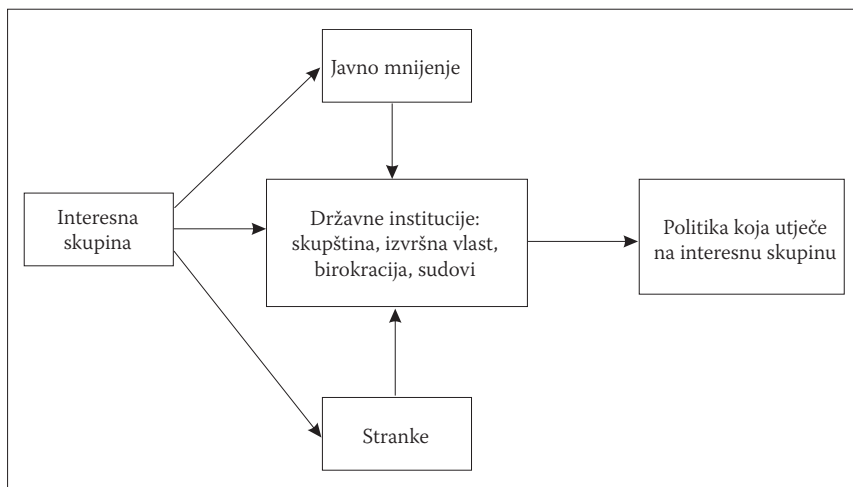 Javno mnijenje
Interesna
skupina
Državne institucije:
skupština, izvršna vlast,
birokracija, sudovi
Politika koja utječe
na interesnu skupinu
Stranke